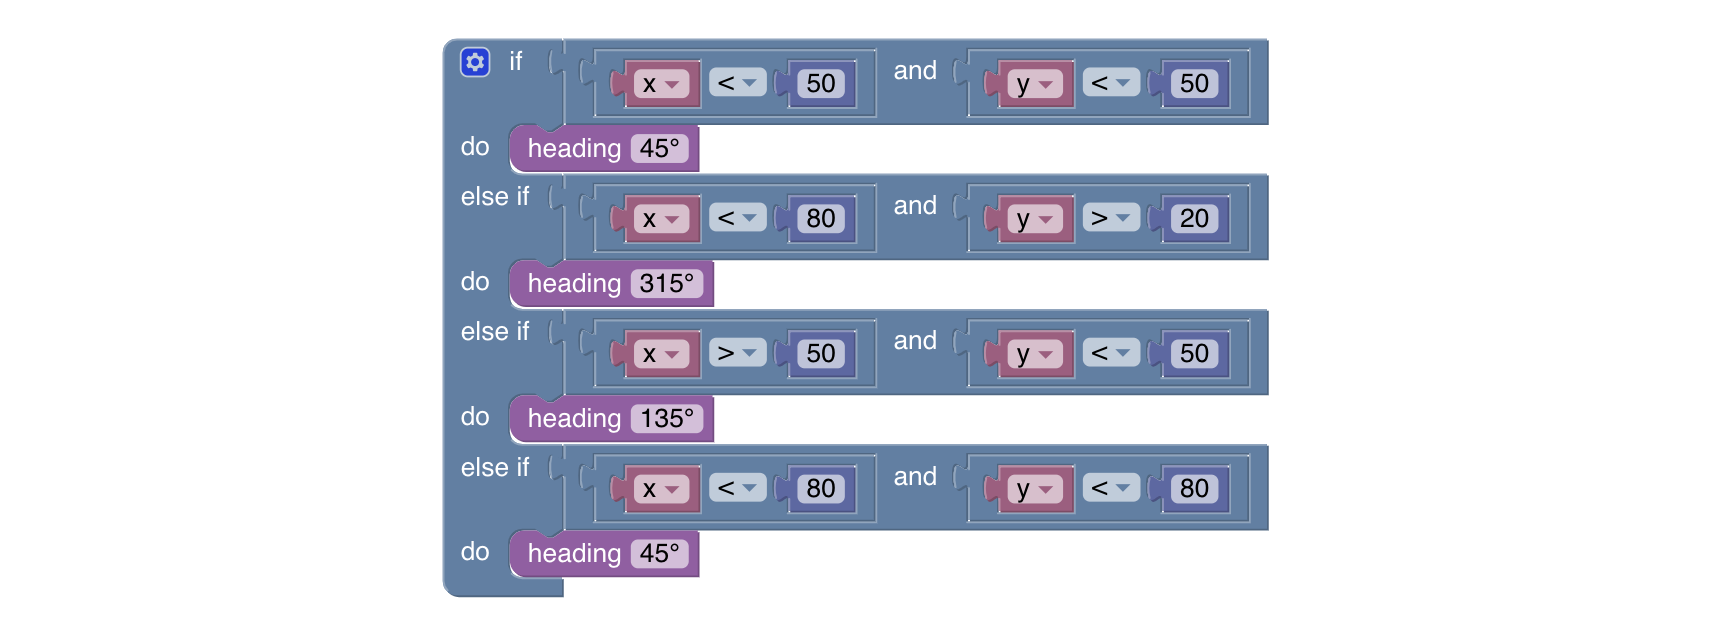 if x < 50 and y < 50
do heading 45°
else if x < 80 and y > 20
do heading 315°
else if x > 50 and y < 50
do heading 135°
else if x < 80 and y < 80
do heading 45°